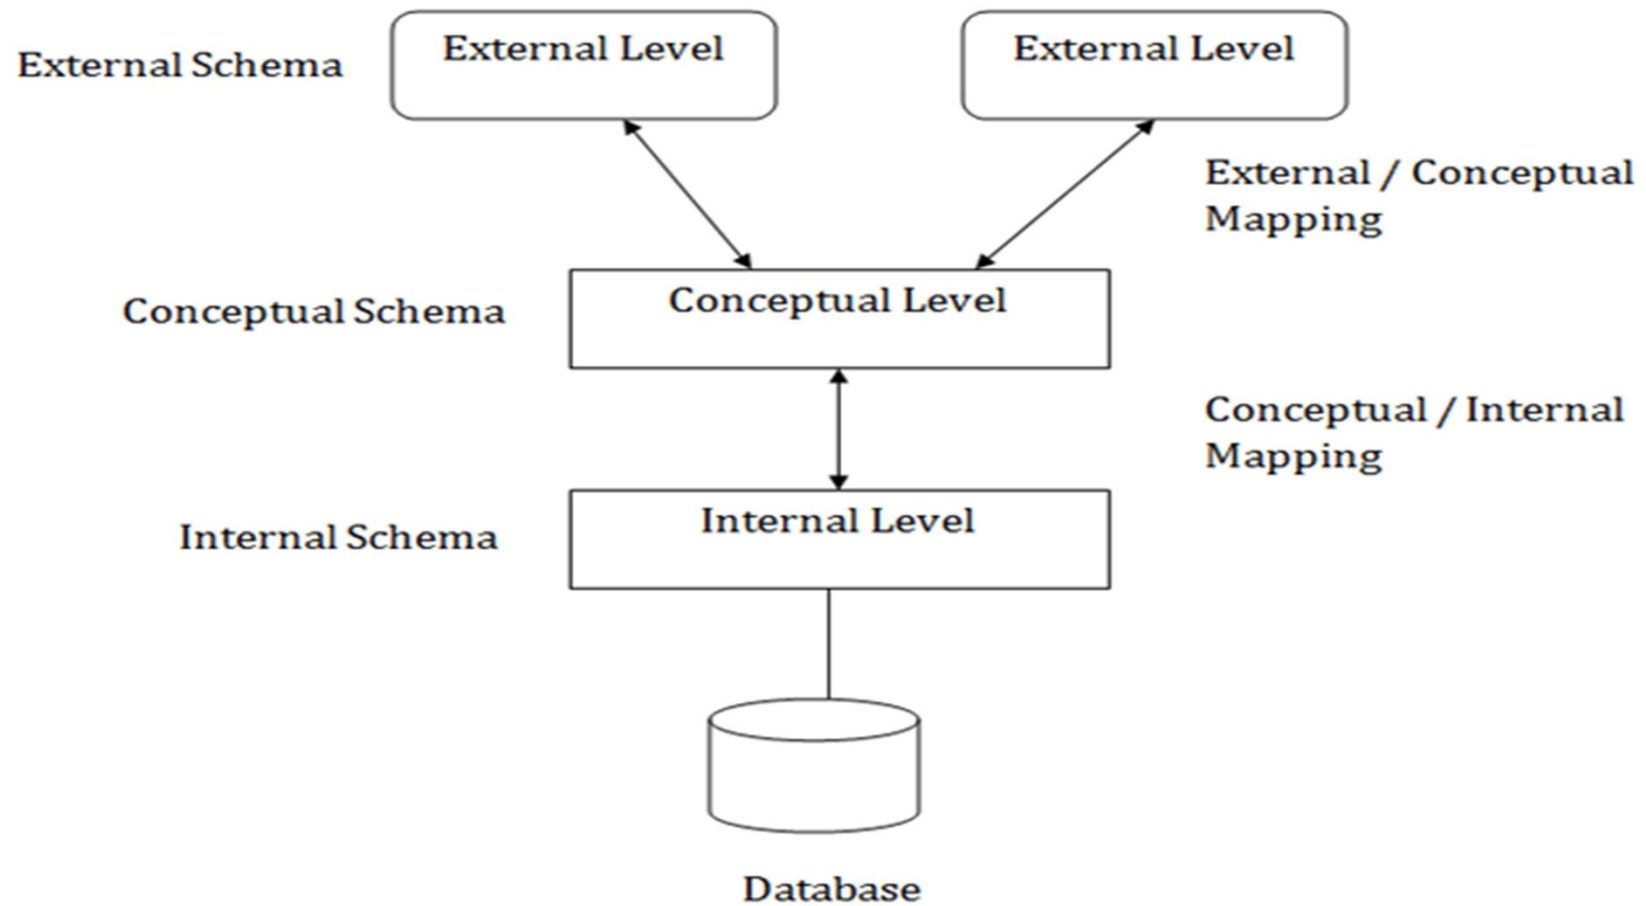 External Schema
External Level
External Level
External / Conceptual
Mapping
Conceptual Schema
Conceptual Level
Conceptual / Internal
Mapping
Internal Schema
Internal Level
Database